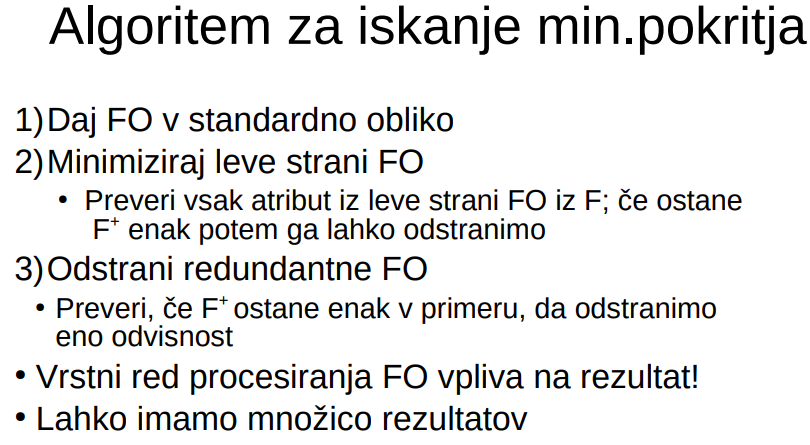 Algoritem za iskanje min.pokritja
1)Daj FO v standardno obliko
2)Minimiziraj leve strani FO
• Preveri vsak atribut iz leve strani FO iz F; če ostane
F⁺ enak potem ga lahko odstranimo
3)Odstrani redundantne FO
• Preveri, če F⁺ ostane enak v primeru, da odstranimo
eno odvisnost
• Vrstni red procesiranja FO vpliva na rezultat!
• Lahko imamo množico rezultatov